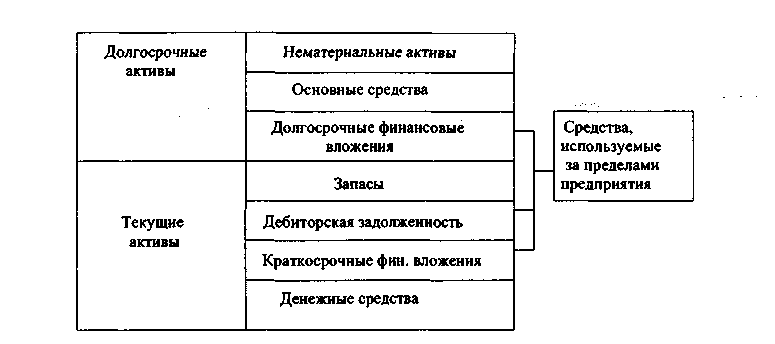 Долгосрочные
активы
Нематериальные активы
Основные средства
Долгосрочные финансовые
вложения
Текущие
активы
Запасы
Дебиторская задолженность
Краткосрочные фин. вложения
Денежные средства
Средства,
используемые
за пределами
предприятия